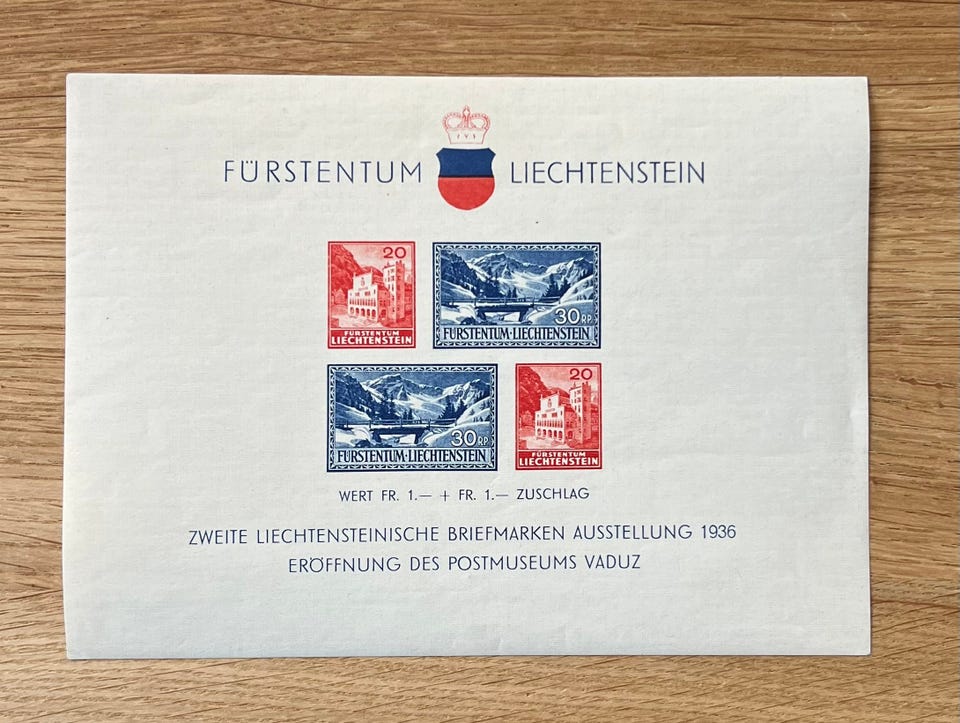 FÜRSTENTUM LIECHTENSTEIN
20
FÜRSTENTUM
LIECHTENSTEIN
30 RP
FÜRSTENTUM·LIECHTENSTEIN
30 RP
FÜRSTENTUM·LIECHTENSTEIN
20
FÜRSTENTUM
LIECHTENSTEIN
WERT FR. 1.— + FR. 1.— ZUSCHLAG
ZWEITE LIECHTENSTEINISCHE BRIEFMARKEN AUSSTELLUNG 1936
ERÖFFNUNG DES POSTMUSEUMS VADUZ